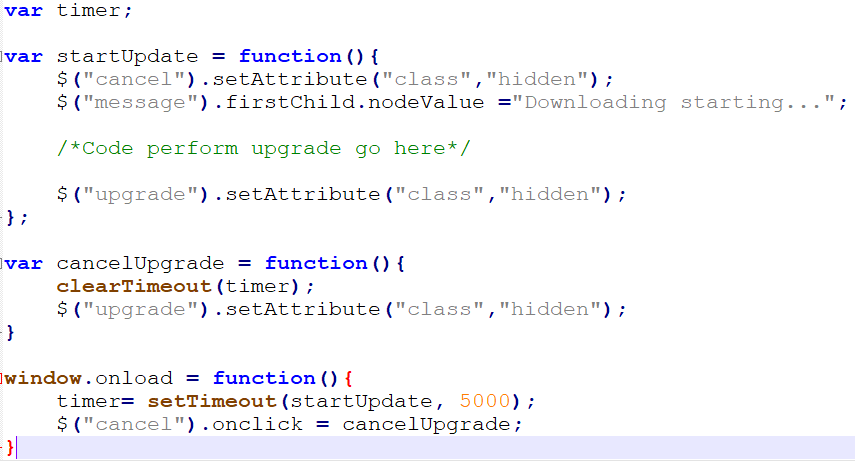 var timer;
var startUpdate = function(){
$("cancel").setAttribute("class","hidden");
$("message").firstChild.nodeValue ="Downloading starting...";
/*Code perform upgrade go here*/
$("upgrade").setAttribute("class","hidden");
};
var cancelUpgrade = function(){
clearTimeout(timer);
$("upgrade").setAttribute("class","hidden");
}
window.onload = function(){
timer= setTimeout(startUpdate, 5000);
$("cancel").onclick = cancelUpgrade;
}